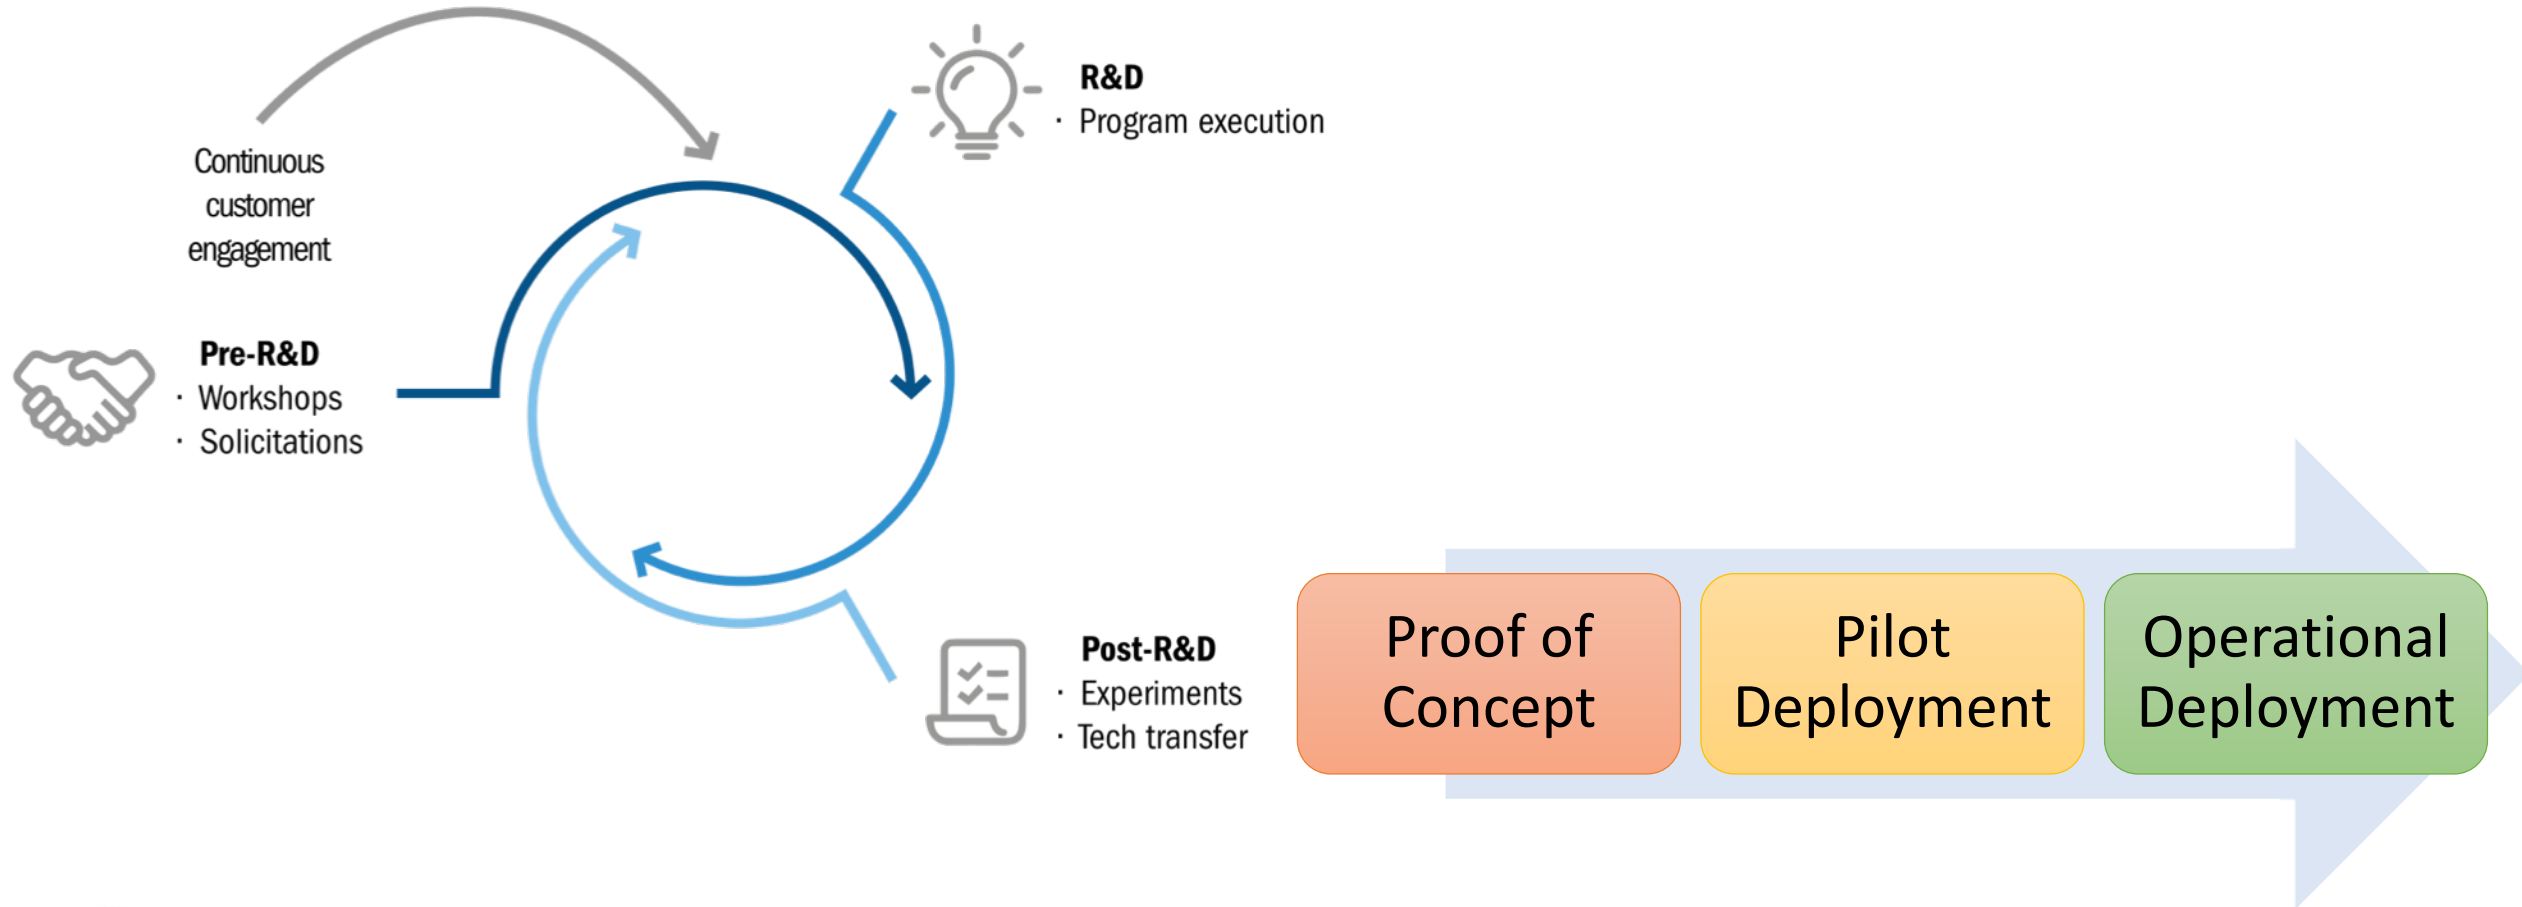 Continuous
customer
engagement
R&D
· Program execution
Pre-R&D
· Workshops
· Solicitations
Post-R&D
· Experiments
· Tech transfer
Proof of
Concept
Pilot
Deployment
Operational
Deployment